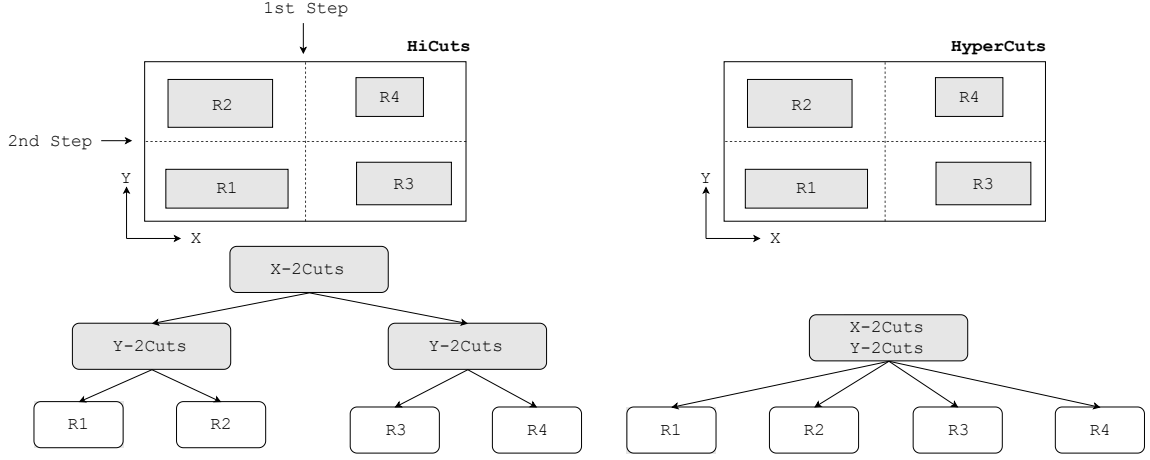 1st Step
HiCuts
R2
R4
2nd Step
R1
R3
Y
X
X-2Cuts
Y-2Cuts
Y-2Cuts
R1
R2
R3
R4
HyperCuts
R2
R4
R1
R3
Y
X
X-2Cuts
Y-2Cuts
R1
R2
R3
R4